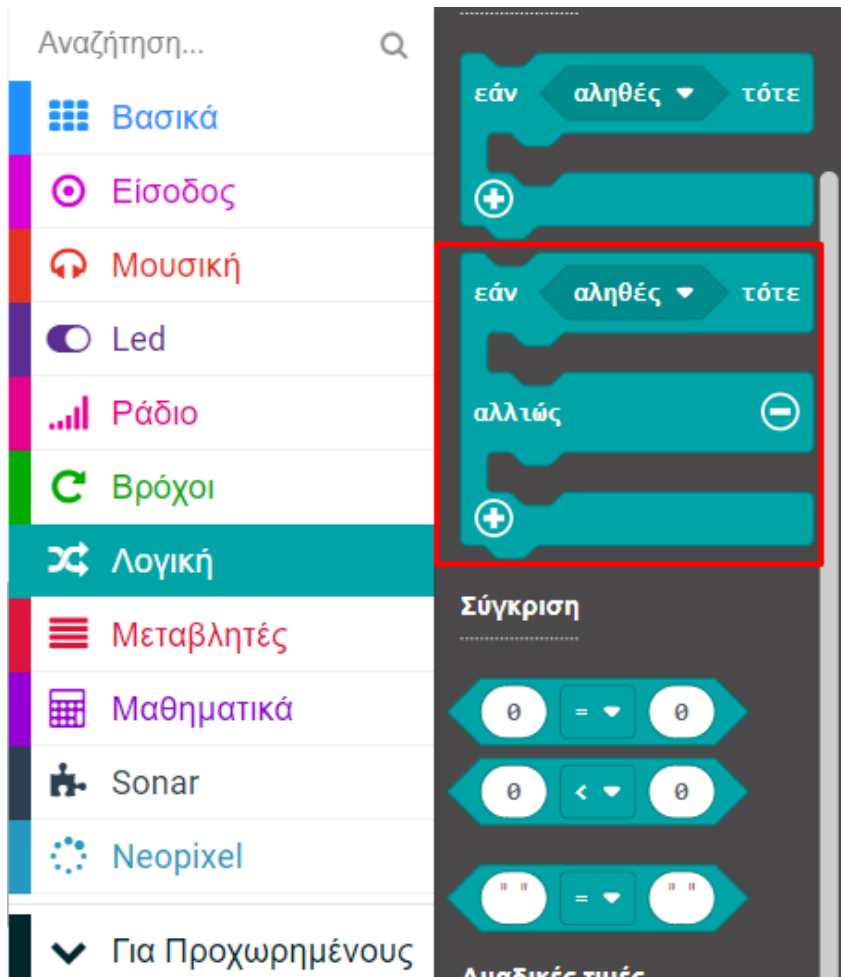 Αναζήτηση...
Βασικά
Είσοδος
Μουσική
Led
Ράδιο
Βρόχοι
Λογική
Μεταβλητές
Μαθηματικά
Sonar
Neopixel
Για Προχωρημένους
εάν αληθές τότε
εάν αληθές τότε
αλλιώς
Σύγκριση
0 = 0
0 < 0
" " = " "